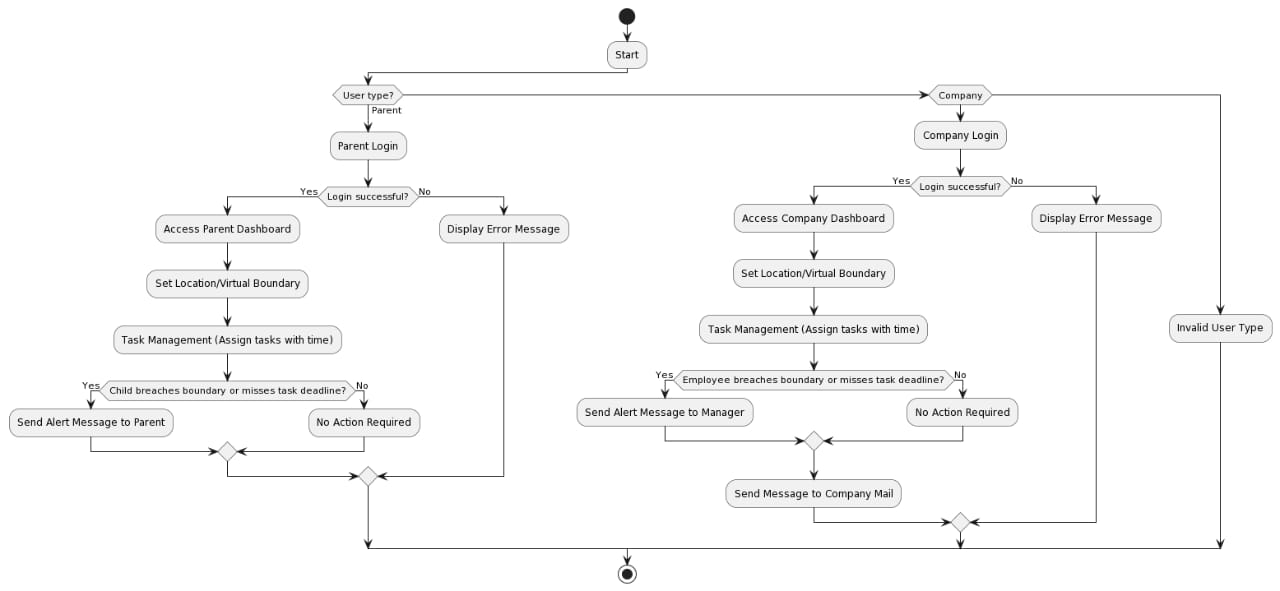 Start
User type?
Company
Parent
Parent Login
Company Login
Yes
Login successful?
No
Yes
Login successful?
No
Access Parent Dashboard
Display Error Message
Access Company Dashboard
Display Error Message
Set Location/Virtual Boundary
Set Location/Virtual Boundary
Invalid User Type
Task Management (Assign tasks with time)
Task Management (Assign tasks with time)
Yes
Child breaches boundary or misses task deadline?
No
Yes
Employee breaches boundary or misses task deadline?
No
Send Alert Message to Parent
No Action Required
Send Alert Message to Manager
No Action Required
Send Message to Company Mail